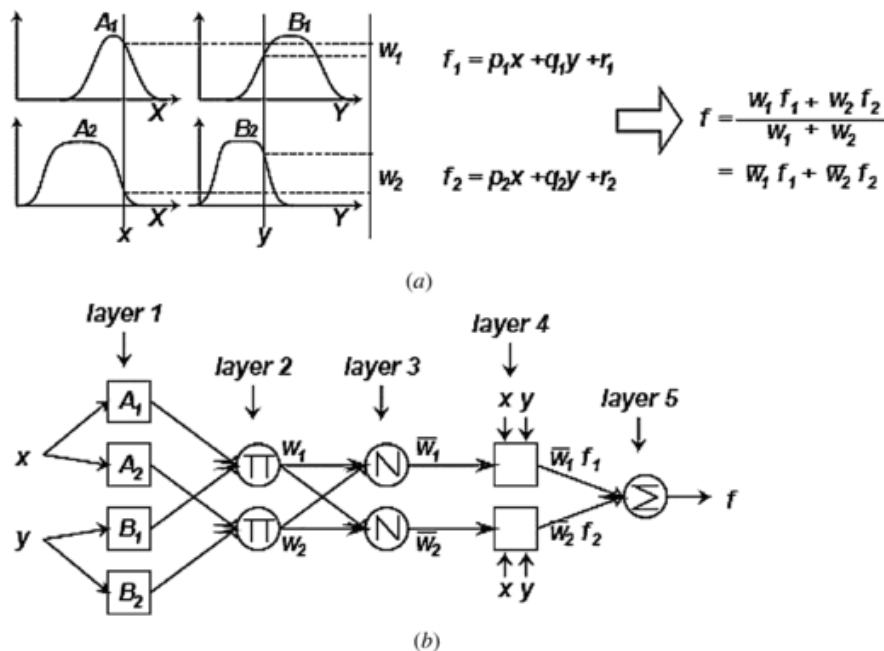 A₁
B₁
w₁
f₁ = p₁x +q₁y +r₁
X
Y
A₂
B₂
w₂
f₂ = p₂x +q₂y +r₂
X
Y
x
y
f = w₁ f₁ + w₂ f₂
w₁ + w₂
= w̅₁ f₁ + w̅₂ f₂
(a)
layer 1
layer 2
layer 3
layer 4
layer 5
x y
A₁
x
A₂
Π
w₁
N
w̅₁
w̅₁ f₁
Σ
f
y
B₁
Π
w₂
N
w̅₂
w̅₂ f₂
B₂
x y
(b)